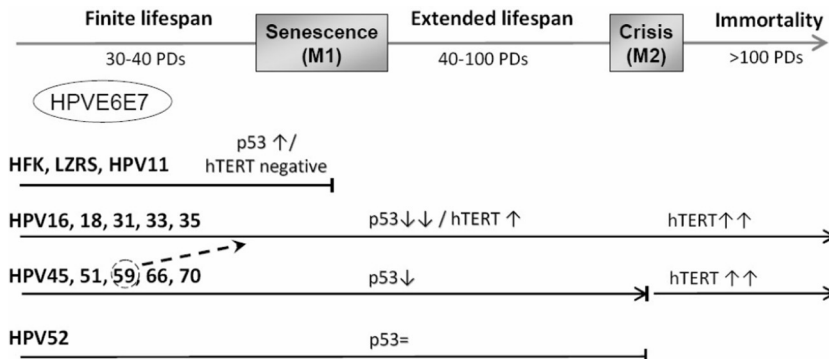 Finite lifespan
Senescence
(M1)
Extended lifespan
Crisis
(M2)
Immortality
30-40 PDs
40-100 PDs
>100 PDs
HPVE6E7
p53 ↑/
HFK, LZRS, HPV11
hTERT negative
HPV16, 18, 31, 33, 35
p53↓↓ / hTERT ↑
hTERT↑↑
HPV45, 51, 59, 66, 70
p53↓
hTERT ↑↑
HPV52
p53=